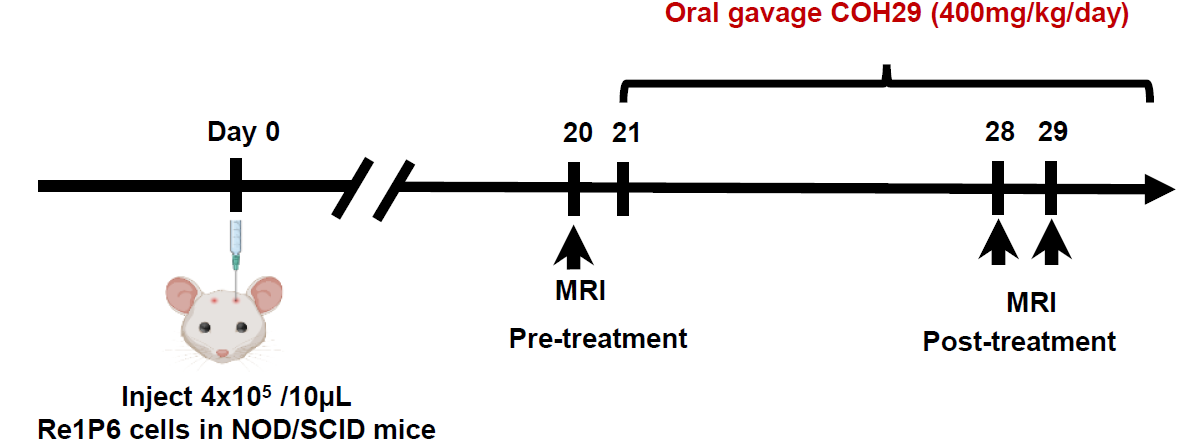 Oral gavage COH29 (400mg/kg/day)
Day 0
20
21
28
29
MRI
Pre-treatment
MRI
Post-treatment
Inject 4x10⁵ /10µL
Re1P6 cells in NOD/SCID mice